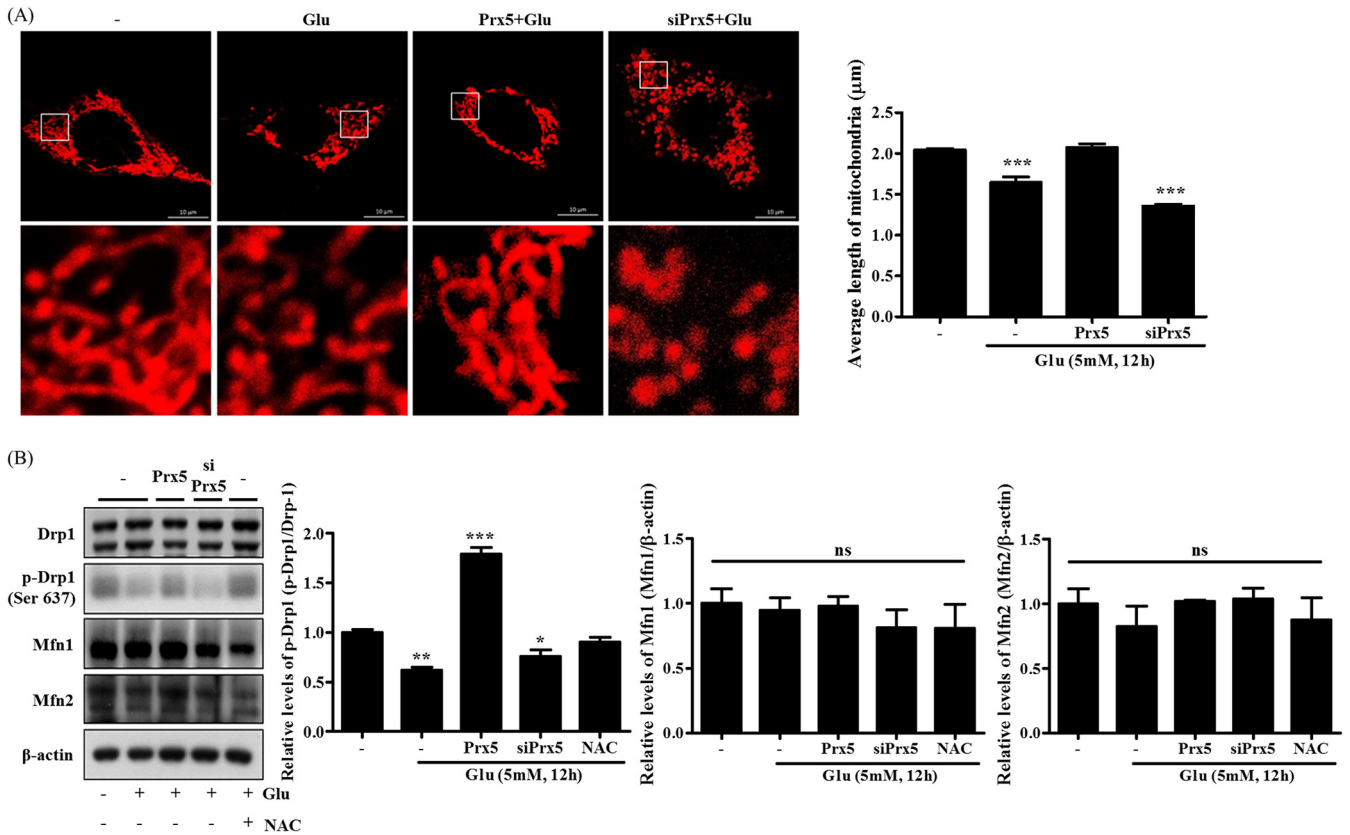 (A)
- Glu Prx5+Glu siPrx5+Glu
10 μm 10 μm 10 μm 10 μm
Average length of mitochondria (μm)
2.5
2.0
1.5
1.0
0.5
0.0
***
***
- - Prx5 siPrx5
Glu (5mM, 12h)
(B)
- Prx5 si Prx5 -
Drp1
p-Drp1
(Ser 637)
Mfn1
Mfn2
β-actin
- + + + + Glu
- - - - + NAC
Relative levels of p-Drp1 (p-Drp1/Drp-1)
2.0
1.5
1.0
0.5
0.0
**
***
*
- - Prx5 siPrx5 NAC
Glu (5mM, 12h)
Relative levels of Mfn1 (Mfn1/β-actin)
1.5
1.0
0.5
0.0
ns
- - Prx5 siPrx5 NAC
Glu (5mM, 12h)
Relative levels of Mfn2 (Mfn2/β-actin)
1.5
1.0
0.5
0.0
ns
- - Prx5 siPrx5 NAC
Glu (5mM, 12h)